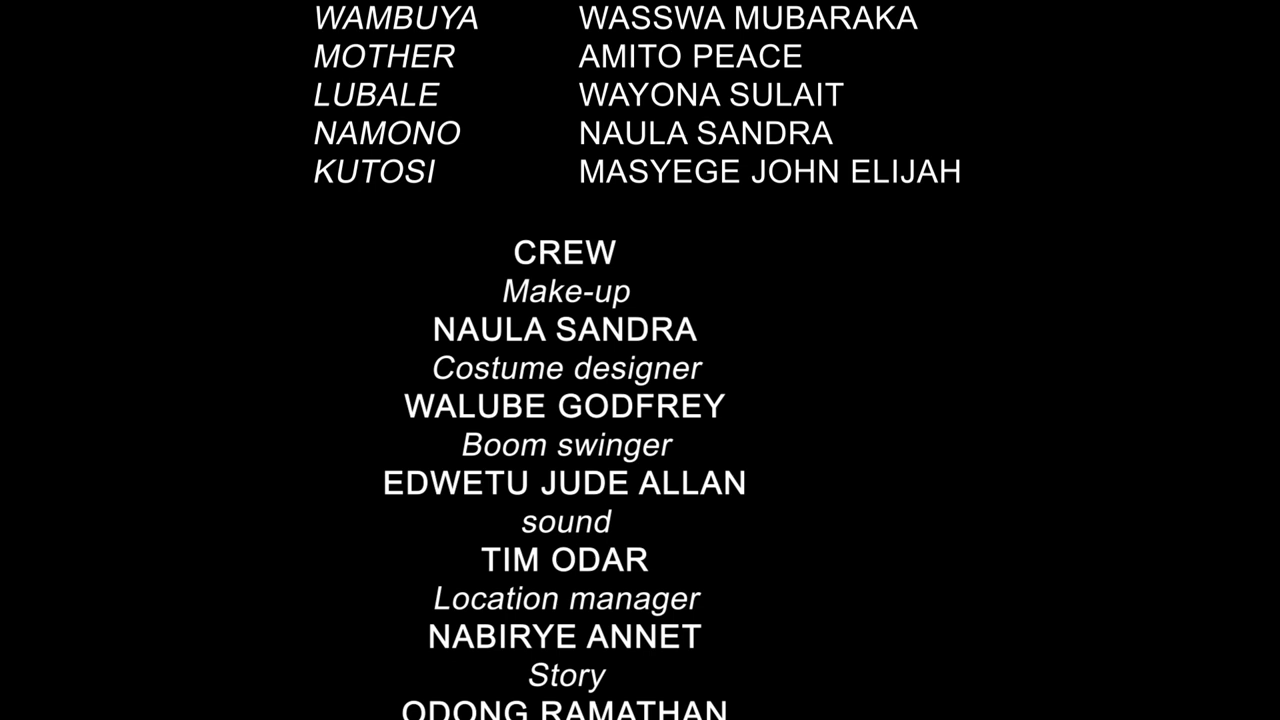 WAMBUYA WASSWA MUBARAKA
MOTHER AMITO PEACE
LUBALE WAYONA SULAIT
NAMONO NAULA SANDRA
KUTOSI MASYEGE JOHN ELIJAH
CREW
Make-up
NAULA SANDRA
Costume designer
WALUBE GODFREY
Boom swinger
EDWETU JUDE ALLAN
sound
TIM ODAR
Location manager
NABIRYE ANNET
Story
ODONG RAMATHAN